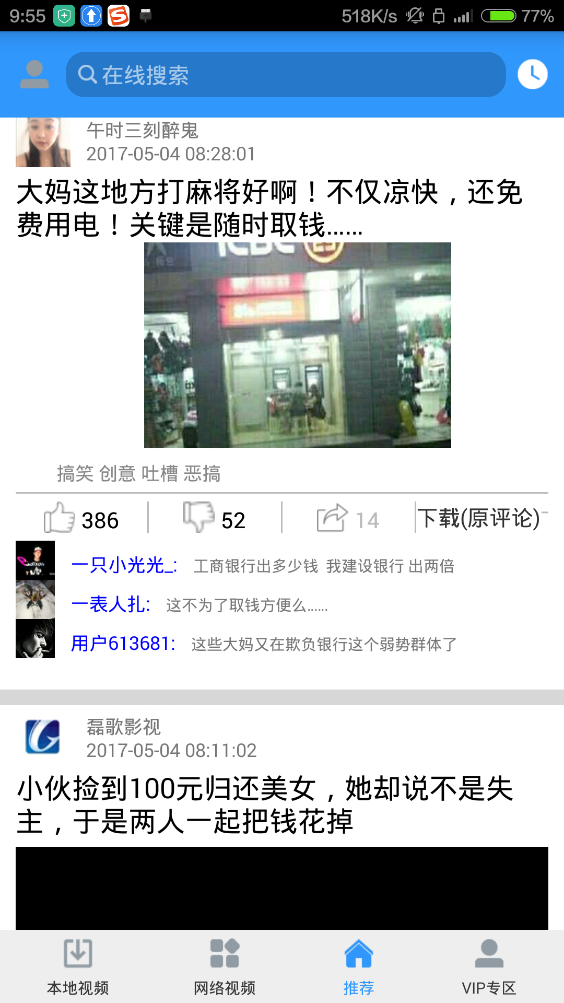 9:55
518K/s
77%
在线搜索
午时三刻醉鬼
2017-05-04 08:28:01
大妈这地方打麻将好啊！不仅凉快，还免
费用电！关键是随时取钱……
ICBC
搞笑 创意 吐槽 恶搞
386
52
14
下载(原评论)
一只小光光_: 工商银行出多少钱 我建设银行 出两倍
一表人扎: 这不为了取钱方便么……
用户613681: 这些大妈又在欺负银行这个弱势群体了
磊歌影视
2017-05-04 08:11:02
小伙捡到100元归还美女，她却说不是失
主，于是两人一起把钱花掉
本地视频
网络视频
推荐
VIP专区